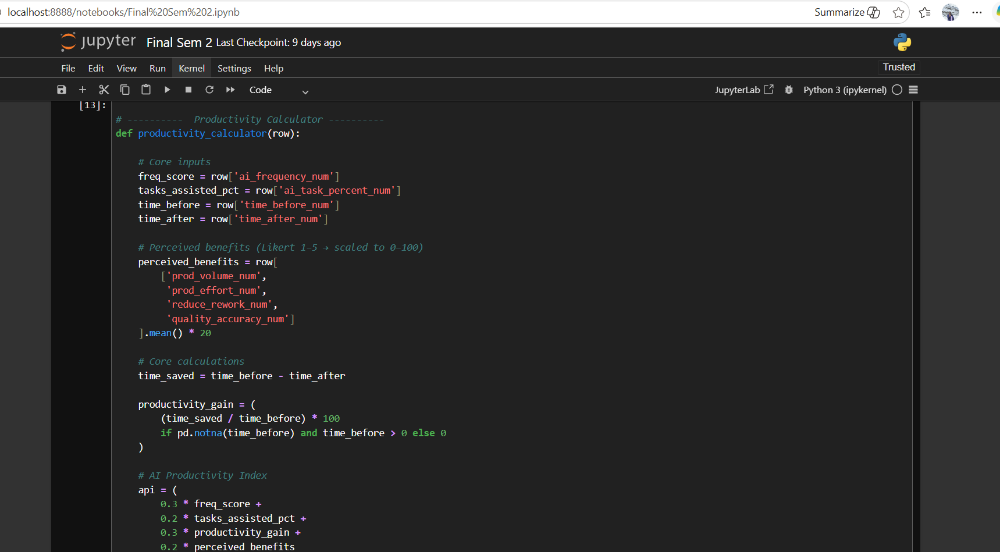 localhost:8888/notebooks/Final%20Sem%202.ipynb
Summarize
jupyter Final Sem 2 Last Checkpoint: 9 days ago
File Edit View Run Kernel Settings Help
Trusted
Code
JupyterLab
Python 3 (ipykernel)
[13]:
# ----------  Productivity Calculator ----------
def productivity_calculator(row):
    # Core inputs
    freq_score = row['ai_frequency_num']
    tasks_assisted_pct = row['ai_task_percent_num']
    time_before = row['time_before_num']
    time_after = row['time_after_num']
    # Perceived benefits (Likert 1–5 → scaled to 0–100)
    perceived_benefits = row[
        ['prod_volume_num',
         'prod_effort_num',
         'reduce_rework_num',
         'quality_accuracy_num']
    ].mean() * 20
    # Core calculations
    time_saved = time_before - time_after
    productivity_gain = (
        (time_saved / time_before) * 100
        if pd.notna(time_before) and time_before > 0 else 0
    )
    # AI Productivity Index
    api = (
        0.3 * freq_score +
        0.2 * tasks_assisted_pct +
        0.3 * productivity_gain +
        0.2 * perceived_benefits